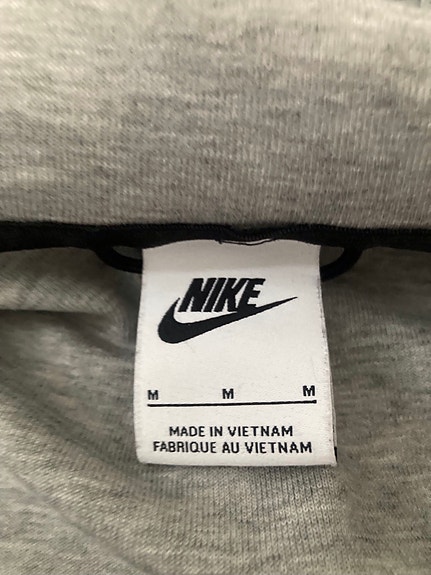 NIKE
M M M
MADE IN VIETNAM
FABRIQUE AU VIETNAM